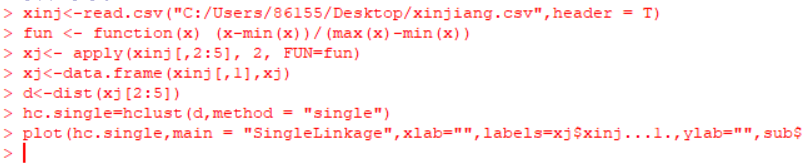 > xinj<-read.csv("C:/Users/86155/Desktop/xinjiang.csv",header = T)
> fun <- function(x) (x-min(x))/(max(x)-min(x))
> xj<- apply(xinj[,2:5], 2, FUN=fun)
> xj<-data.frame(xinj[,1],xj)
> d<-dist(xj[2:5])
> hc.single=hclust(d,method = "single")
> plot(hc.single,main = "SingleLinkage",xlab="",labels=xj$xinj...1.,ylab="",sub$
>